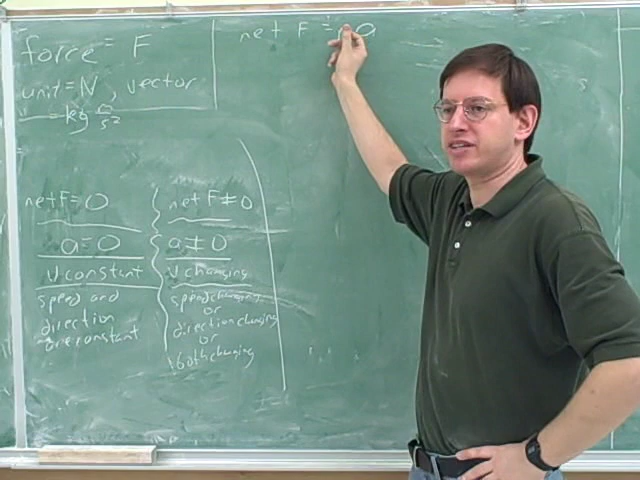 force = F
unit = N, vector
" = kg m/s²
net F = a
net F = 0
a = 0
v constant
speed and
direction
are constant
net F ≠ 0
a ≠ 0
v changing
speed changing
or
direction changing
or
both changing